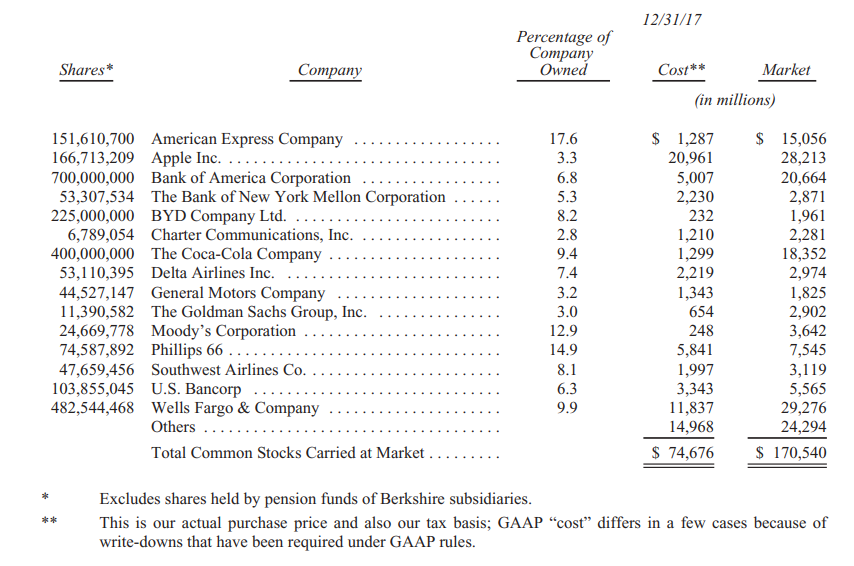 12/31/17
Percentage of
Company
Shares* Company Owned Cost** Market
(in millions)
151,610,700 American Express Company .................. 17.6 $ 1,287 $ 15,056
166,713,209 Apple Inc. ................................. 3.3 20,961 28,213
700,000,000 Bank of America Corporation ................. 6.8 5,007 20,664
53,307,534 The Bank of New York Mellon Corporation ...... 5.3 2,230 2,871
225,000,000 BYD Company Ltd. ......................... 8.2 232 1,961
6,789,054 Charter Communications, Inc. ................. 2.8 1,210 2,281
400,000,000 The Coca-Cola Company ..................... 9.4 1,299 18,352
53,110,395 Delta Airlines Inc. .......................... 7.4 2,219 2,974
44,527,147 General Motors Company .................... 3.2 1,343 1,825
11,390,582 The Goldman Sachs Group, Inc. ............... 3.0 654 2,902
24,669,778 Moody’s Corporation ........................ 12.9 248 3,642
74,587,892 Phillips 66 ................................. 14.9 5,841 7,545
47,659,456 Southwest Airlines Co. ....................... 8.1 1,997 3,119
103,855,045 U.S. Bancorp .............................. 6.3 3,343 5,565
482,544,468 Wells Fargo & Company ..................... 9.9 11,837 29,276
Others .................................... 14,968 24,294
Total Common Stocks Carried at Market ......... $ 74,676 $ 170,540
* Excludes shares held by pension funds of Berkshire subsidiaries.
** This is our actual purchase price and also our tax basis; GAAP “cost” differs in a few cases because of
write-downs that have been required under GAAP rules.